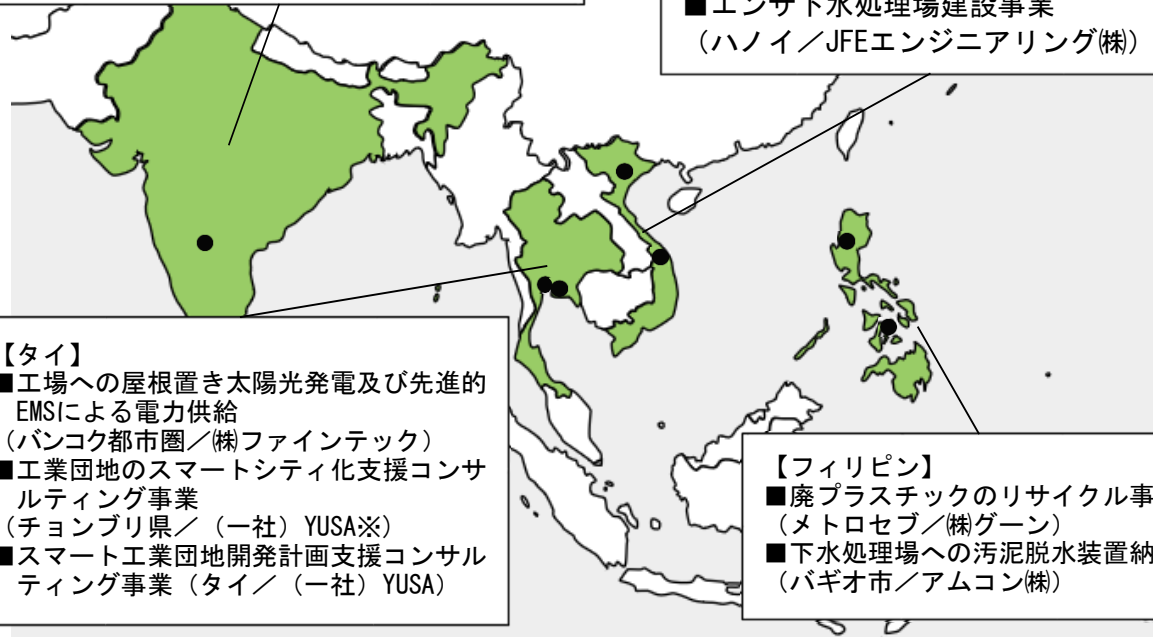 ■エンサ下水処理場建設事業
（ハノイ／JFEエンジニアリング㈱）
【タイ】
■工場への屋根置き太陽光発電及び先進的
EMSによる電力供給
（バンコク都市圏／㈱ファインテック）
■工業団地のスマートシティ化支援コンサ
ルティング事業
（チョンブリ県／（一社）YUSA※）
■スマート工業団地開発計画支援コンサル
ティング事業（タイ／（一社）YUSA）
【フィリピン】
■廃プラスチックのリサイクル事
（メトロセブ／㈱グーン）
■下水処理場への汚泥脱水装置納
（バギオ市／アムコン㈱）